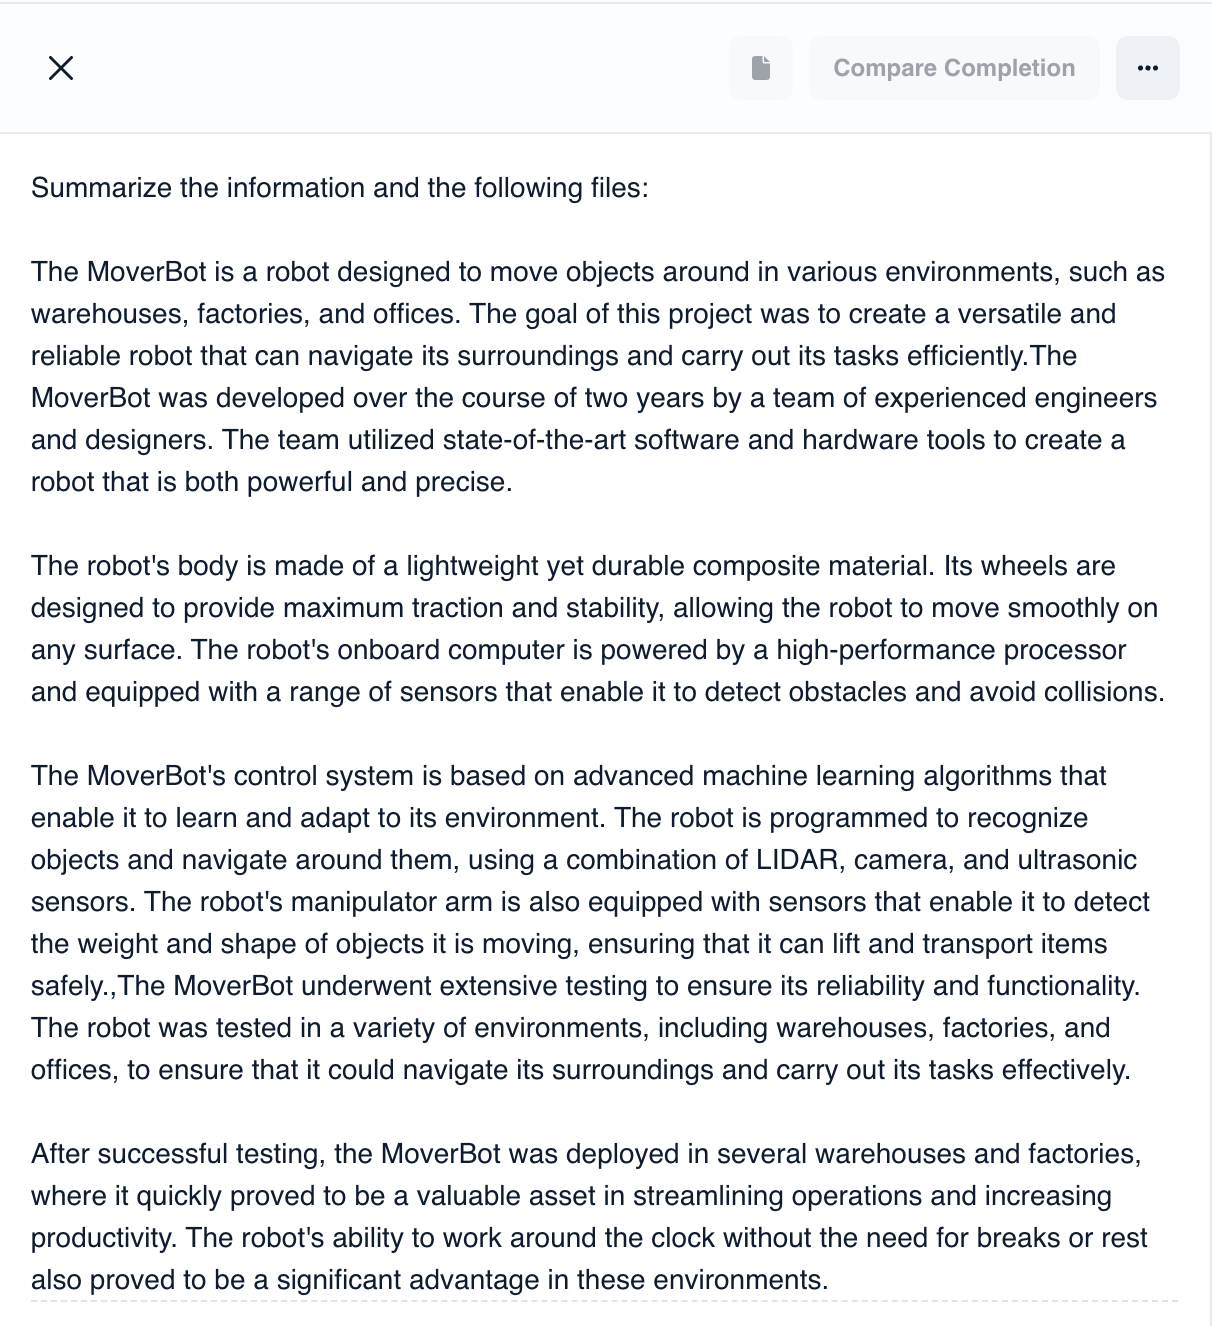 Compare Completion
Summarize the information and the following files:
The MoverBot is a robot designed to move objects around in various environments, such as
warehouses, factories, and offices. The goal of this project was to create a versatile and
reliable robot that can navigate its surroundings and carry out its tasks efficiently.The
MoverBot was developed over the course of two years by a team of experienced engineers
and designers. The team utilized state-of-the-art software and hardware tools to create a
robot that is both powerful and precise.
The robot's body is made of a lightweight yet durable composite material. Its wheels are
designed to provide maximum traction and stability, allowing the robot to move smoothly on
any surface. The robot's onboard computer is powered by a high-performance processor
and equipped with a range of sensors that enable it to detect obstacles and avoid collisions.
The MoverBot's control system is based on advanced machine learning algorithms that
enable it to learn and adapt to its environment. The robot is programmed to recognize
objects and navigate around them, using a combination of LIDAR, camera, and ultrasonic
sensors. The robot's manipulator arm is also equipped with sensors that enable it to detect
the weight and shape of objects it is moving, ensuring that it can lift and transport items
safely.,The MoverBot underwent extensive testing to ensure its reliability and functionality.
The robot was tested in a variety of environments, including warehouses, factories, and
offices, to ensure that it could navigate its surroundings and carry out its tasks effectively.
After successful testing, the MoverBot was deployed in several warehouses and factories,
where it quickly proved to be a valuable asset in streamlining operations and increasing
productivity. The robot's ability to work around the clock without the need for breaks or rest
also proved to be a significant advantage in these environments.